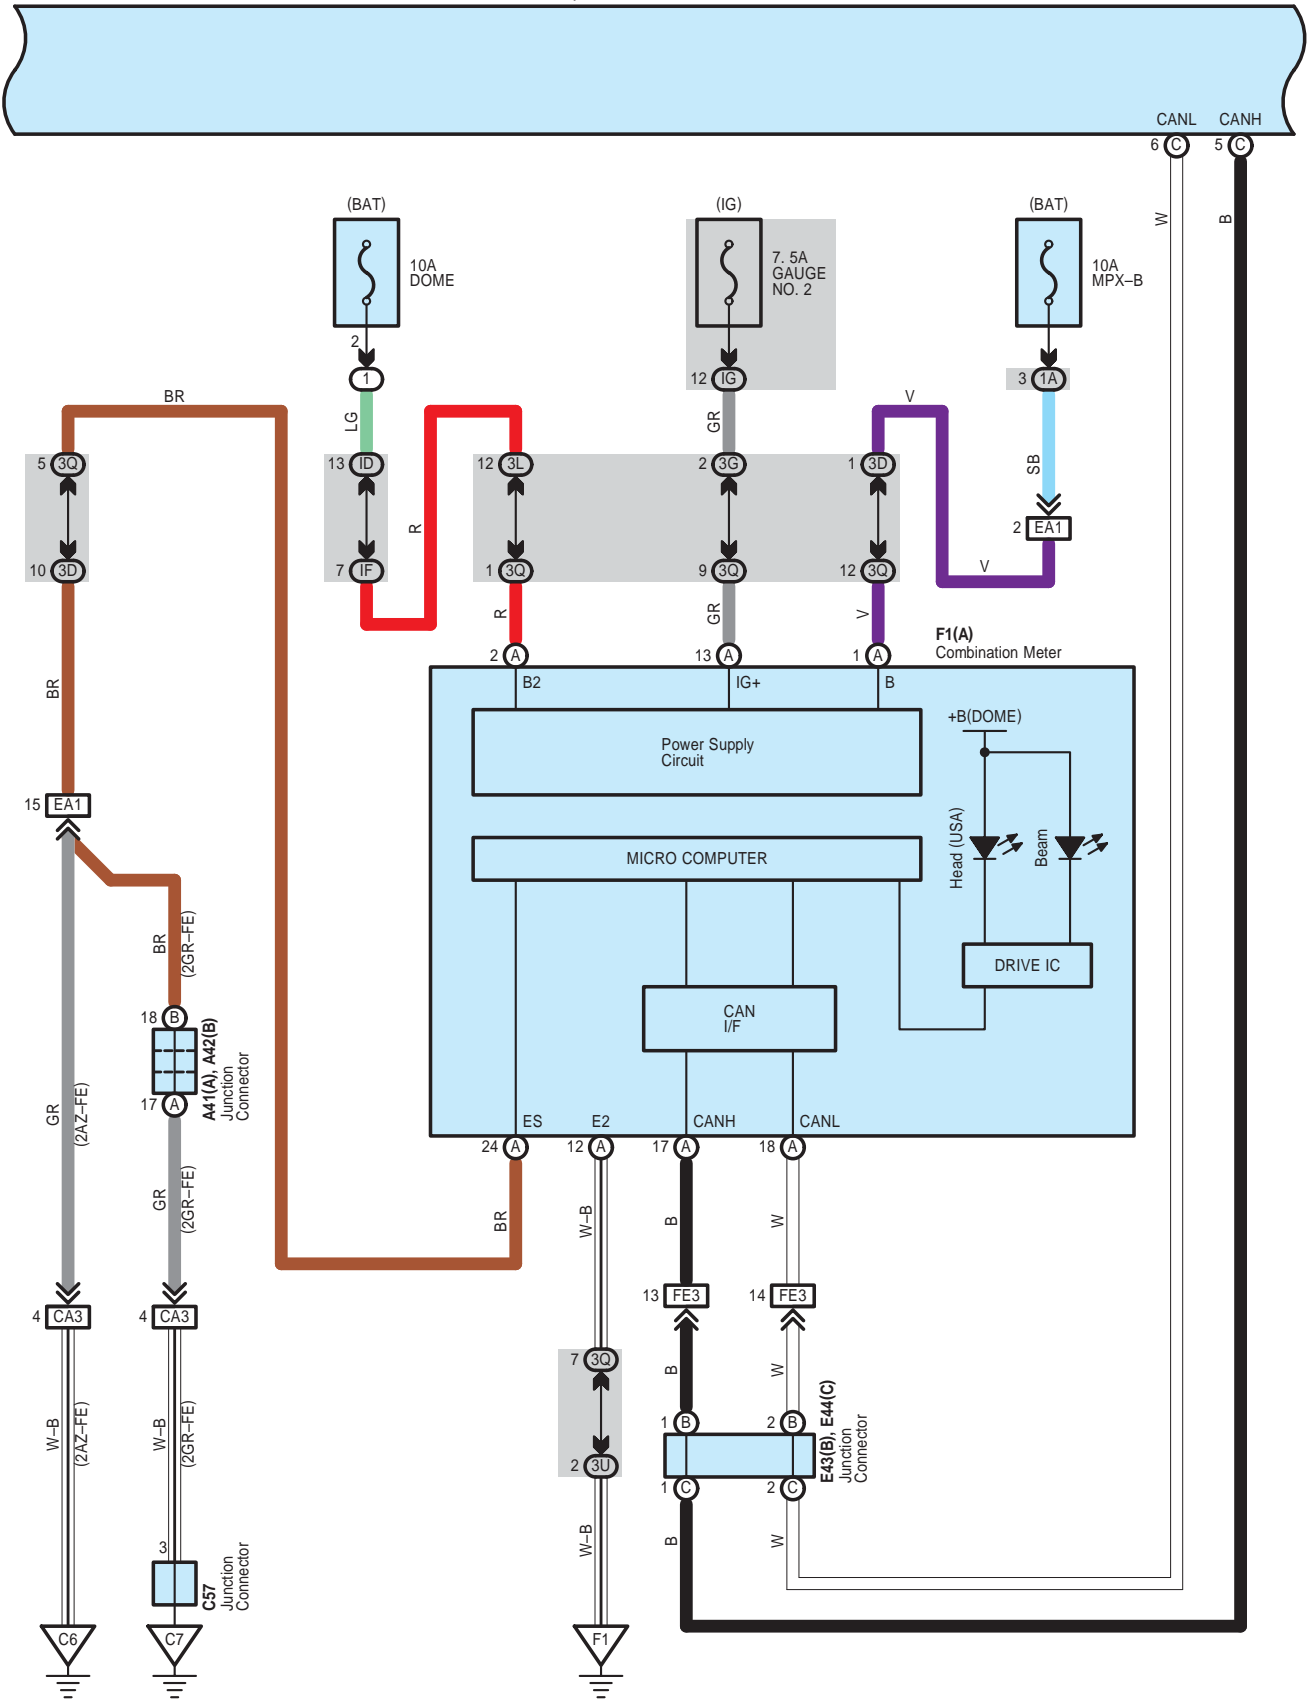 CANL
CANH
6
C
5
C
W
B
(BAT)
10A
DOME
2
1
LG
(IG)
7. 5A
GAUGE
NO. 2
12
IG
GR
(BAT)
10A
MPX–B
3
1A
SB
BR
V
5
3Q
13
ID
12
3L
2
3G
1
3D
R
2
EA1
V
10
3D
7
IF
1
3Q
9
3Q
12
3Q
R
GR
V
BR
F1(A)
Combination Meter
2
A
13
A
1
A
B2
IG+
B
Power Supply
Circuit
+B(DOME)
15
EA1
MICRO COMPUTER
Head (USA)
Beam
DRIVE IC
CAN
I/F
BR
(2GR–FE)
18
B
A41(A), A42(B)
Junction
Connector
17
A
GR
(2AZ–FE)
GR
(2GR–FE)
ES
E2
CANH
CANL
24
A
12
A
17
A
18
A
BR
W–B
B
W
4
CA3
4
CA3
13
FE3
14
FE3
W–B
(2AZ–FE)
W–B
(2GR–FE)
7
3Q
2
3U
B
W
1
B
2
B
E43(B), E44(C)
Junction
Connector
1
C
2
C
W–B
B
W
3
C57
Junction
Connector
C6
C7
F1